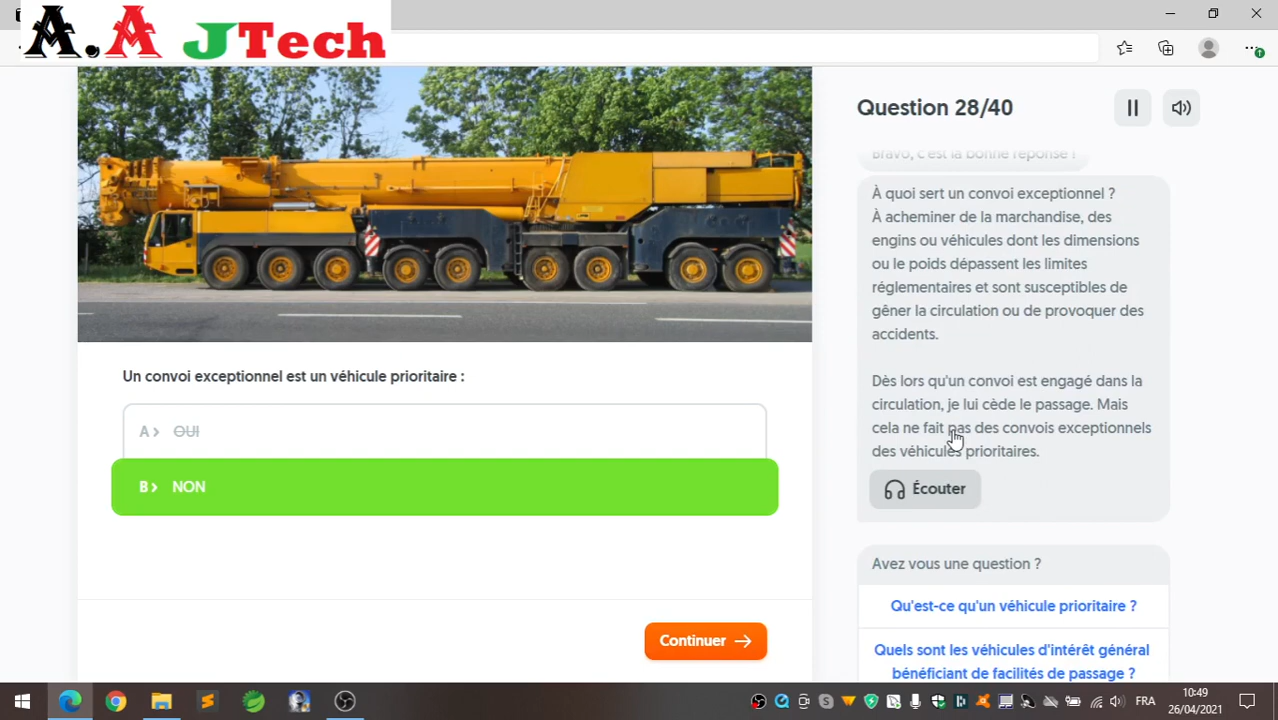 A.A JTech
Question 28/40
Bravo, c'est la bonne réponse !
À quoi sert un convoi exceptionnel ?
À acheminer de la marchandise, des
engins ou véhicules dont les dimensions
ou le poids dépassent les limites
réglementaires et sont susceptibles de
gêner la circulation ou de provoquer des
accidents.
Dès lors qu'un convoi est engagé dans la
circulation, je lui cède le passage. Mais
cela ne fait pas des convois exceptionnels
des véhicules prioritaires.
Écouter
Avez vous une question ?
Qu'est-ce qu'un véhicule prioritaire ?
Quels sont les véhicules d'intérêt général
bénéficiant de facilités de passage ?
Un convoi exceptionnel est un véhicule prioritaire :
A > OUI
B > NON
Continuer →
FRA
10:49
26/04/2021